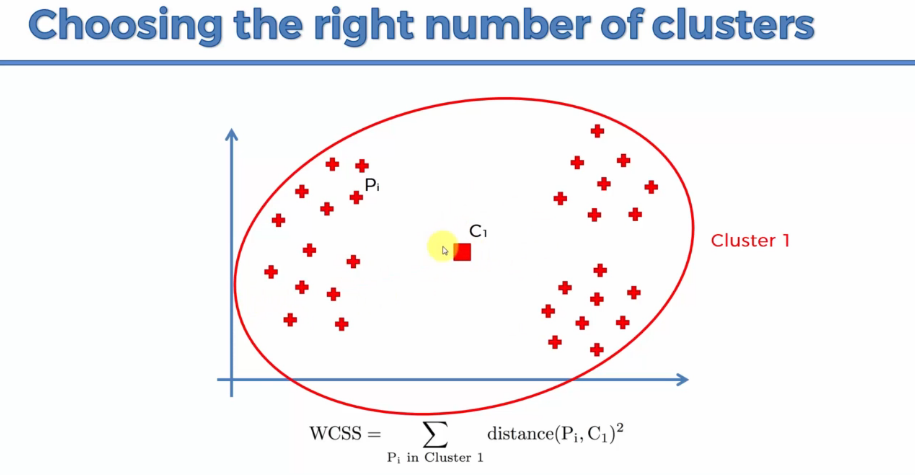 Choosing the right number of clusters
Pᵢ
C₁
Cluster 1
WCSS = ∑ distance(Pᵢ, C₁)²
Pᵢ in Cluster 1